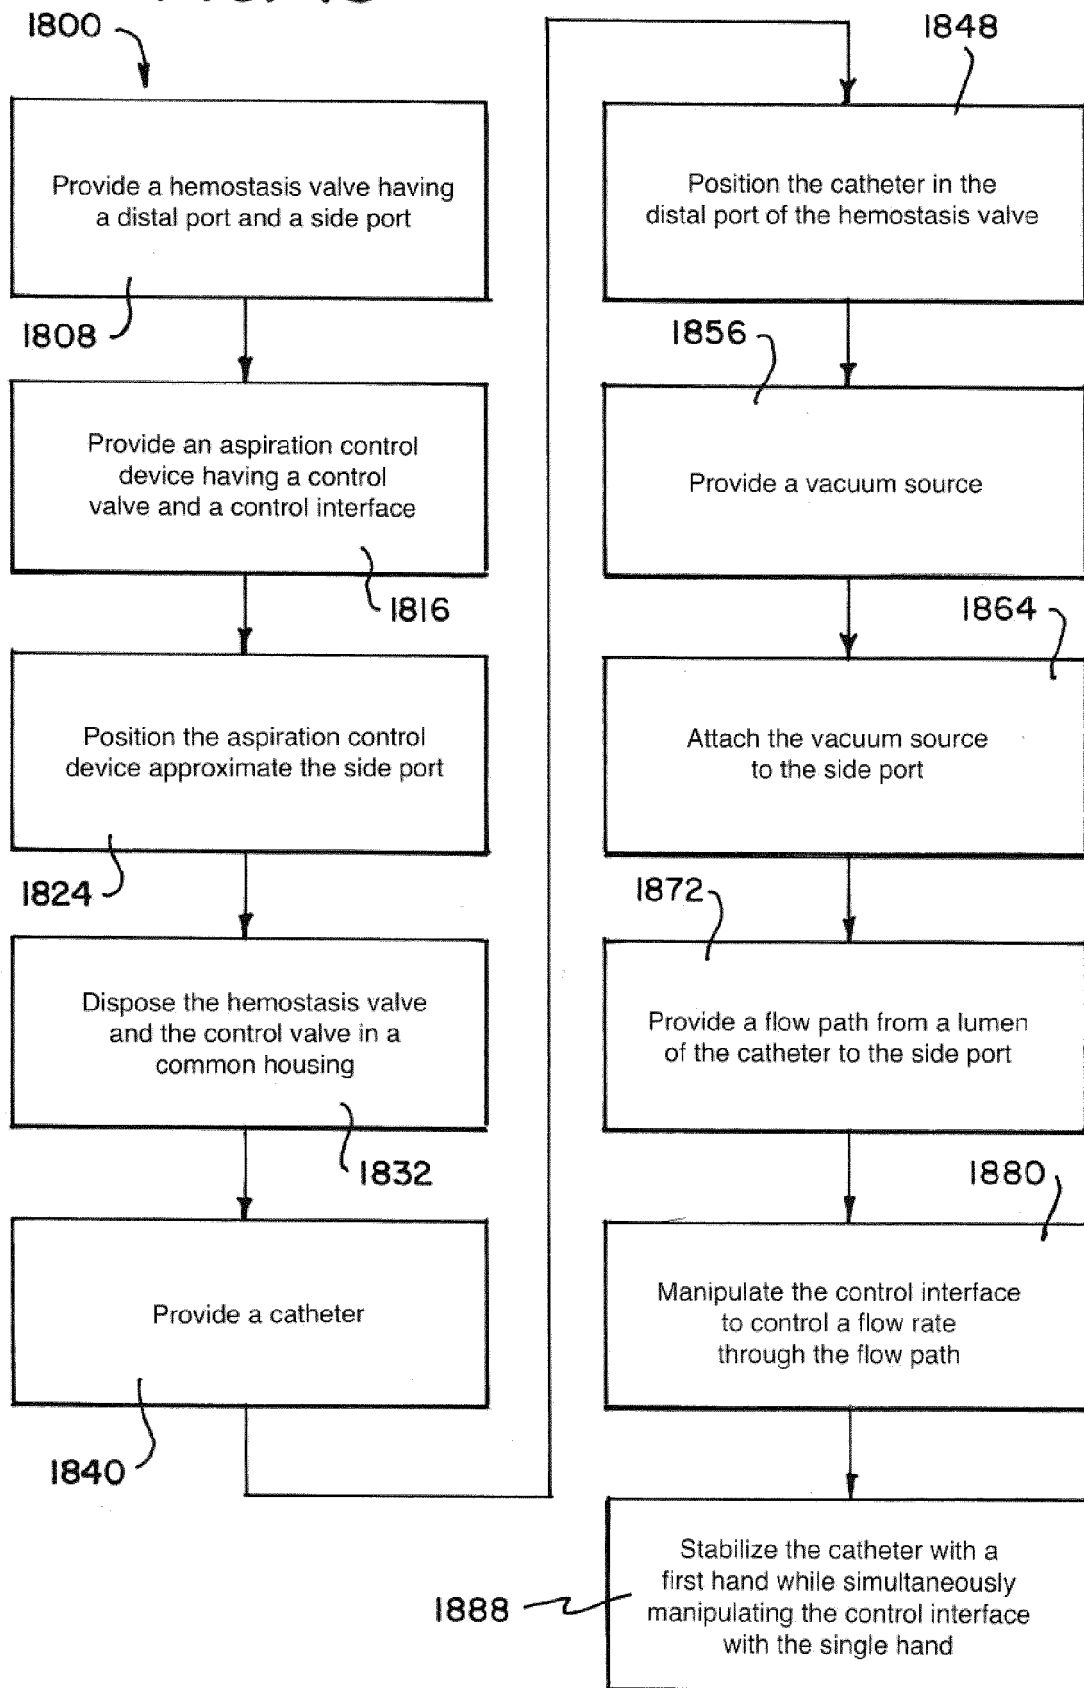 1800
Provide a hemostasis valve having
a distal port and a side port
1808
Provide an aspiration control
device having a control
valve and a control interface
1816
Position the aspiration control
device approximate the side port
1824
Dispose the hemostasis valve
and the control valve in a
common housing
1832
Provide a catheter
1840
1848
Position the catheter in the
distal port of the hemostasis valve
1856
Provide a vacuum source
1864
Attach the vacuum source
to the side port
1872
Provide a flow path from a lumen
of the catheter to the side port
1880
Manipulate the control interface
to control a flow rate
through the flow path
Stabilize the catheter with a
first hand while simultaneously
manipulating the control interface
with the single hand
1888